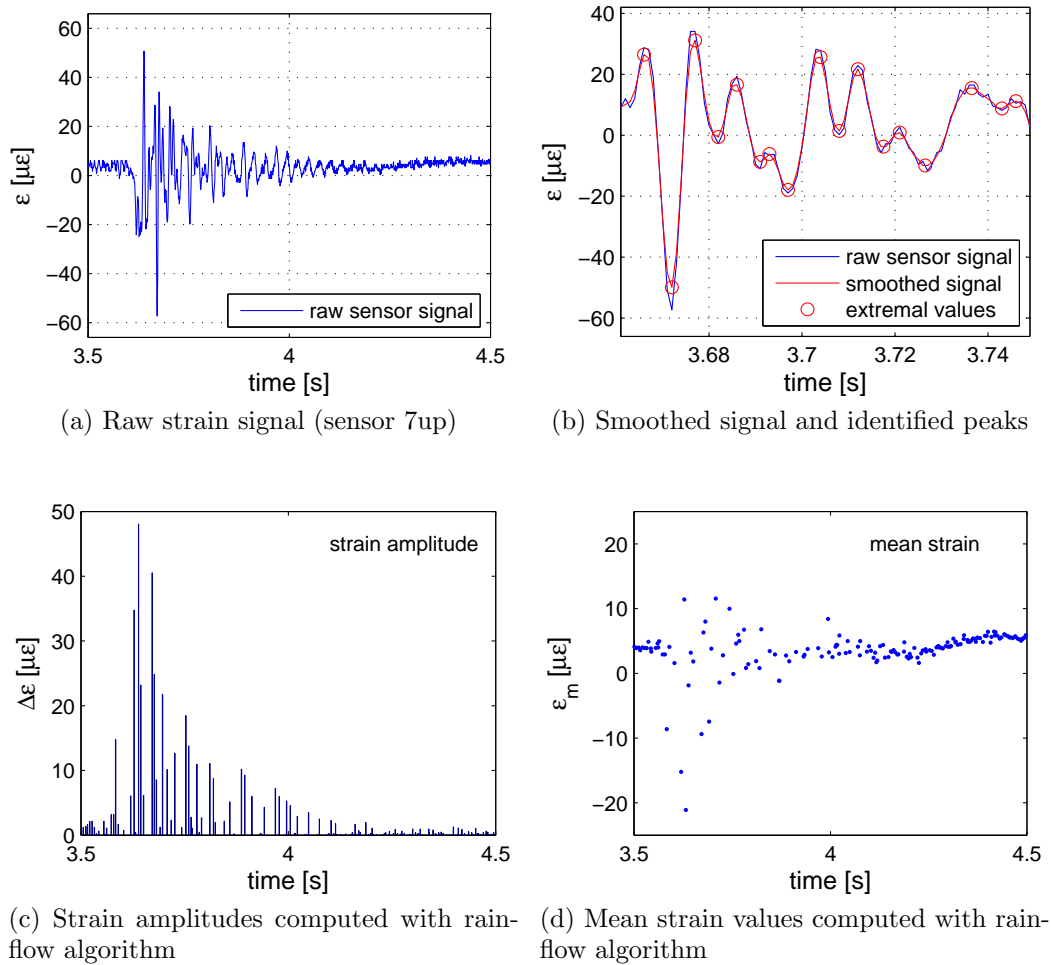 60
40
20
0
−20
−40
−60
ε [με]
raw sensor signal
3.5
4
4.5
time [s]
(a) Raw strain signal (sensor 7up)
60
40
20
0
−20
−40
−60
ε [με]
raw sensor signal
smoothed signal
extremal values
3.68
3.7
3.72
3.74
time [s]
(b) Smoothed signal and identified peaks
50
40
30
20
10
0
Δε [με]
strain amplitude
3.5
4
4.5
time [s]
(c) Strain amplitudes computed with rain-
flow algorithm
20
10
0
−10
−20
ε_m [με]
mean strain
3.5
4
4.5
time [s]
(d) Mean strain values computed with rain-
flow algorithm